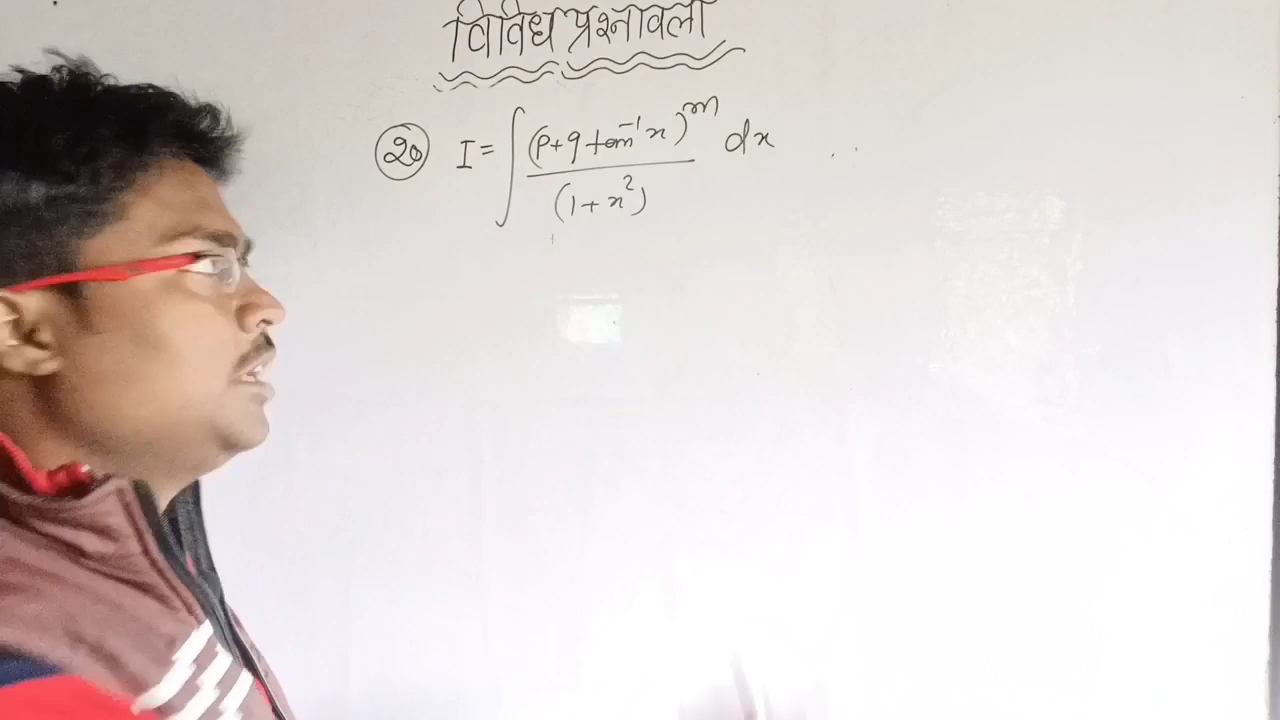 विविध प्रश्नावली
(20) I = ∫ (p+q tan⁻¹x)ᵐ / (1+x²) dx